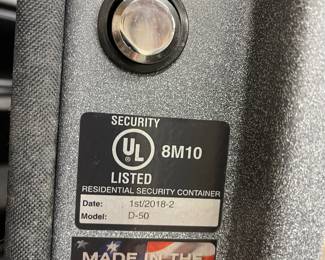 SECURITY
UL 8M10
LISTED
RESIDENTIAL SECURITY CONTAINER
Date: 1st/2018-2
Model: D-50
MADE IN THE